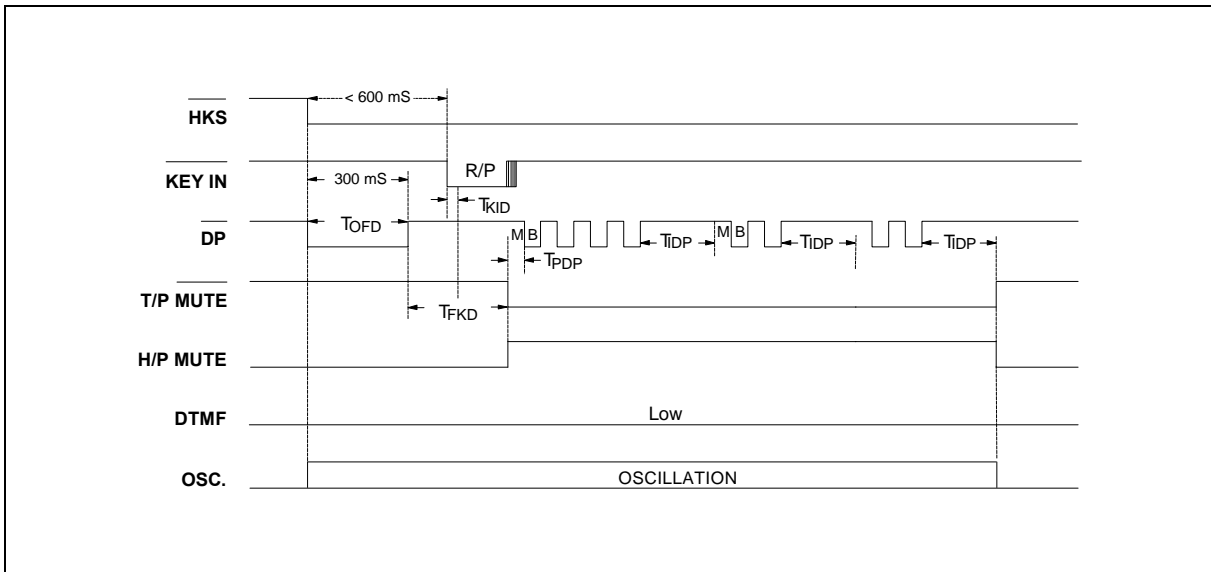 < 600 mS
HKS
R/P
KEY IN
300 mS
TKID
TOFD
DP
M B
TIDP
M B
TIDP
TIDP
TPDP
T/P MUTE
TFKD
H/P MUTE
Low
DTMF
OSCILLATION
OSC.